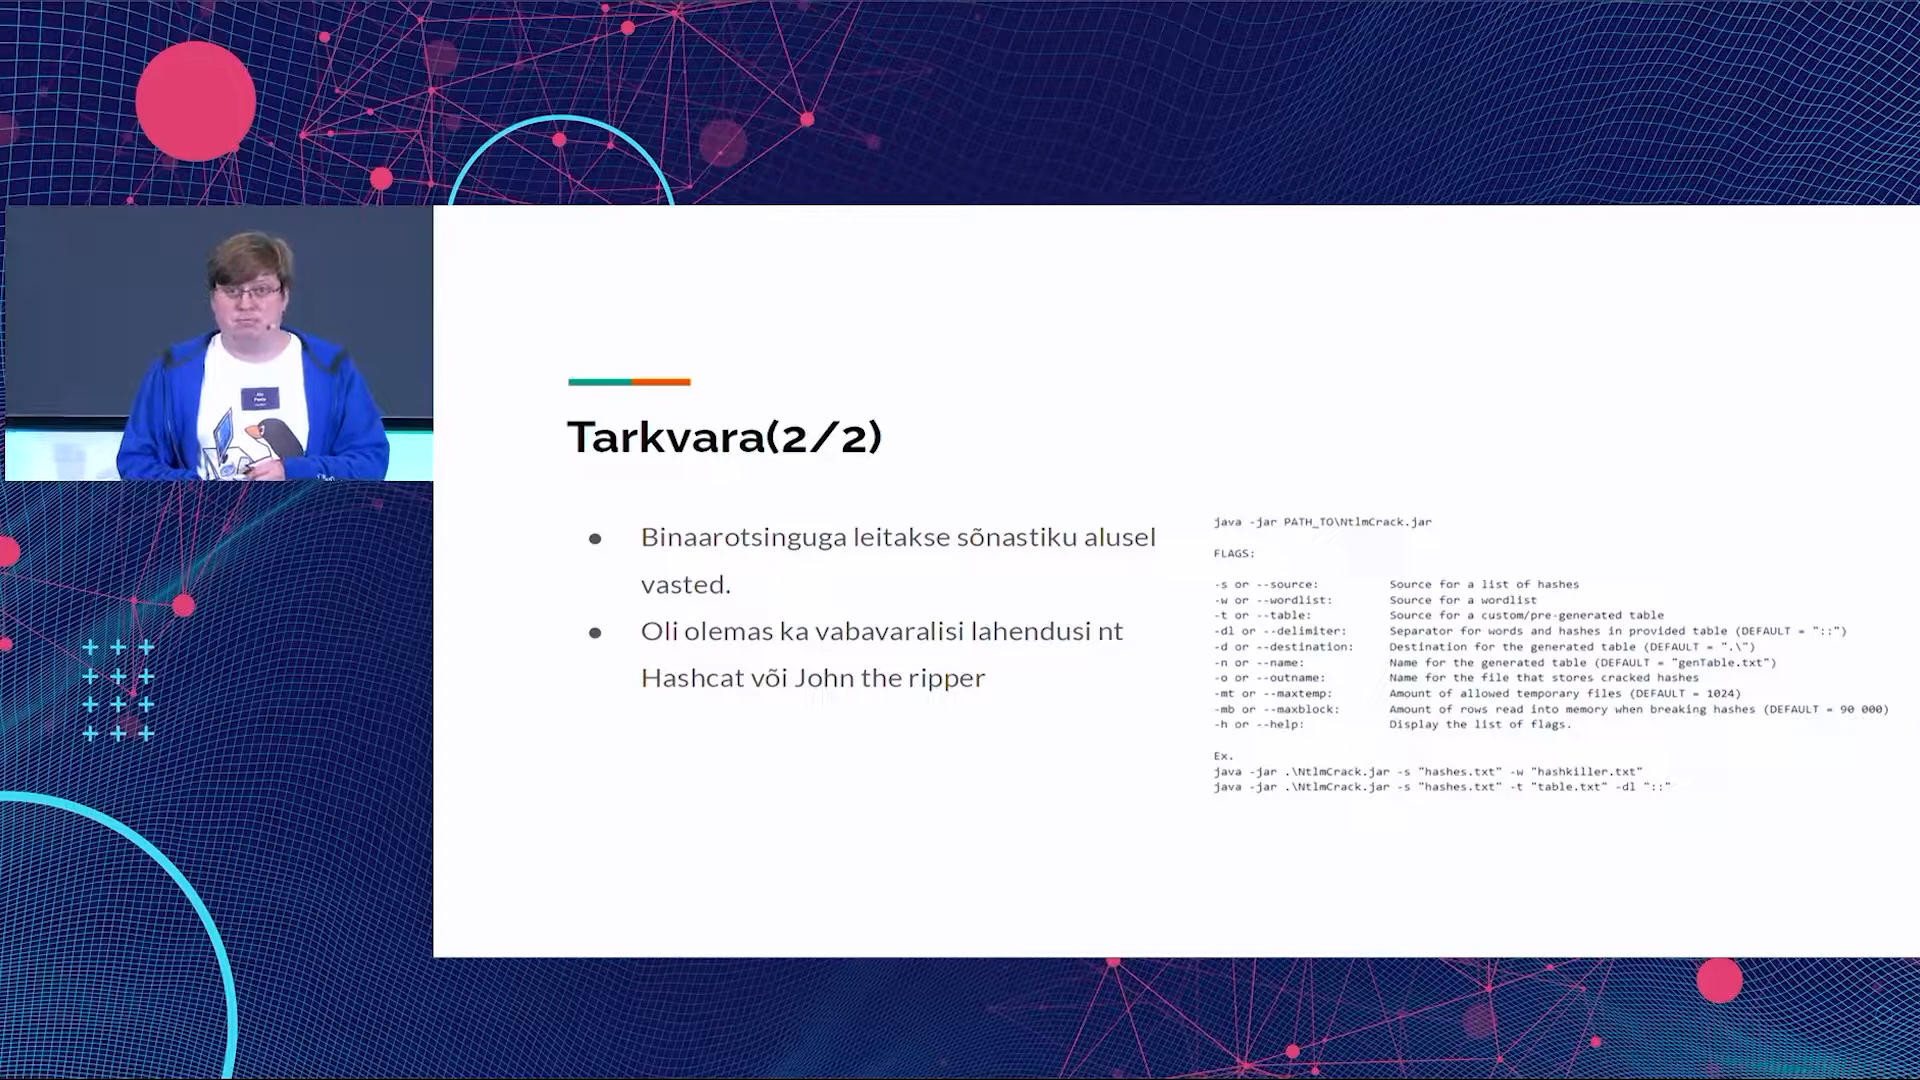 Tarkvara(2/2)
● Binaarotsinguga leitakse sõnastiku alusel
vasted.
● Oli olemas ka vabavaralisi lahendusi nt
Hashcat või John the ripper
java -jar PATH_TO\NtlmCrack.jar
FLAGS:
-s or --source: Source for a list of hashes
-w or --wordlist: Source for a wordlist
-t or --table: Source for a custom/pre-generated table
-dl or --delimiter: Separator for words and hashes in provided table (DEFAULT = "::")
-d or --destination: Destination for the generated table (DEFAULT = ".\")
-n or --name: Name for the generated table (DEFAULT = "genTable.txt")
-o or --outname: Name for the file that stores cracked hashes
-mt or --maxtemp: Amount of allowed temporary files (DEFAULT = 1024)
-mb or --maxblock: Amount of rows read into memory when breaking hashes (DEFAULT = 90 000)
-h or --help: Display the list of flags.
Ex.
java -jar .\NtlmCrack.jar -s "hashes.txt" -w "hashkiller.txt"
java -jar .\NtlmCrack.jar -s "hashes.txt" -t "table.txt" -dl "::"